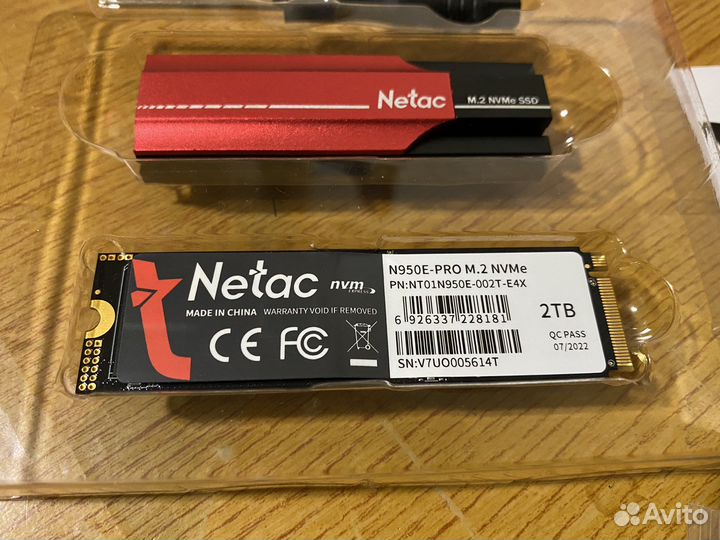 Netac
M.2 NVMe SSD
Netac
nvm
EXPRESS
MADE IN CHINA WARRANTY VOID IF REMOVED
CE FC
N950E-PRO M.2 NVMe
PN:NT01N950E-002T-E4X
6 926337 228181
2TB
QC PASS
07/2022
SN:V7UO005614T
Avito